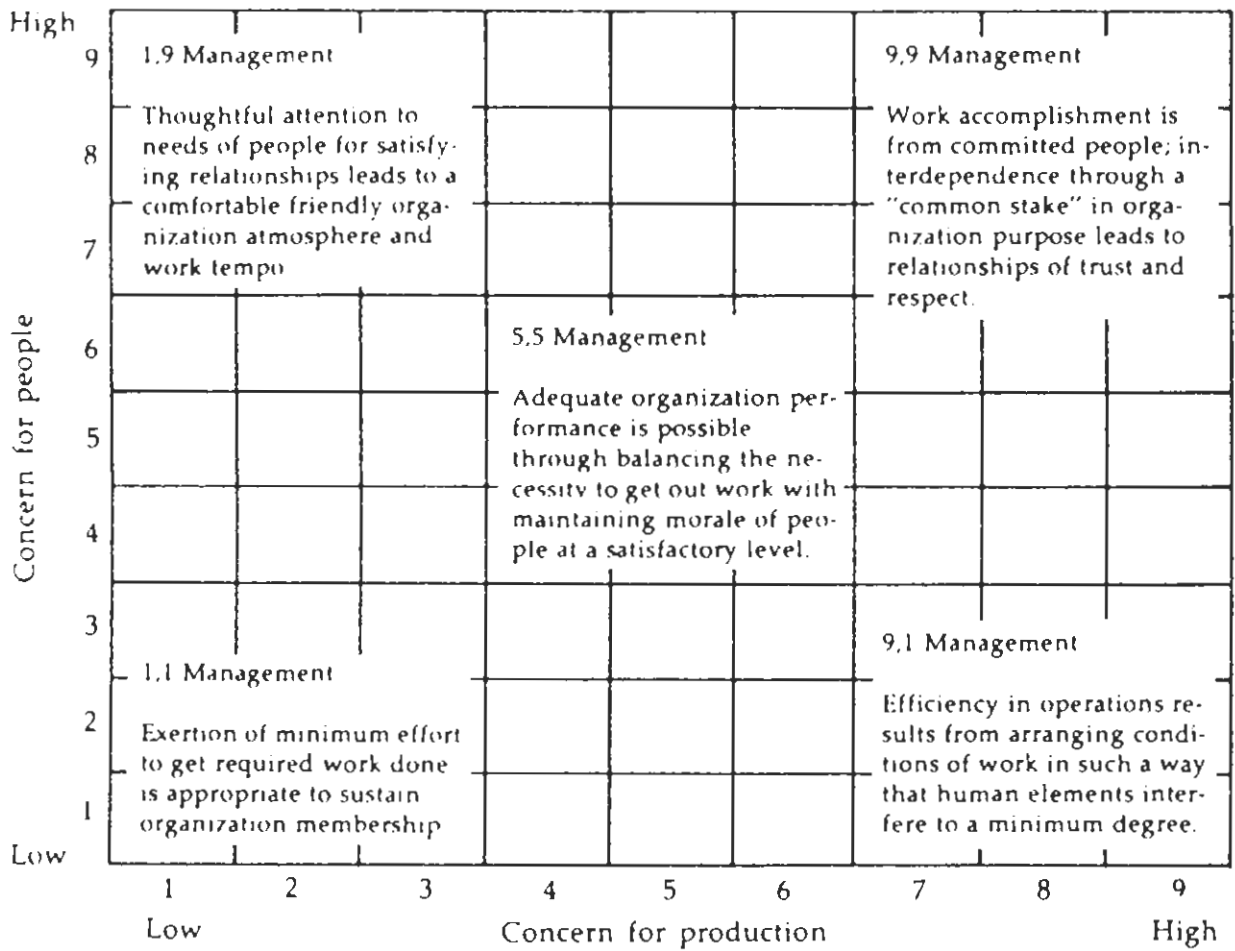 High
9
8
7
6
5
4
3
2
1
Low
Concern for people
1,9 Management
Thoughtful attention to
needs of people for satisfy-
ing relationships leads to a
comfortable friendly orga-
nization atmosphere and
work tempo
9,9 Management
Work accomplishment is
from committed people; in-
terdependence through a
"common stake" in orga-
nization purpose leads to
relationships of trust and
respect.
5,5 Management
Adequate organization per-
formance is possible
through balancing the ne-
cessity to get out work with
maintaining morale of peo-
ple at a satisfactory level.
1,1 Management
Exertion of minimum effort
to get required work done
is appropriate to sustain
organization membership
9,1 Management
Efficiency in operations re-
sults from arranging condi-
tions of work in such a way
that human elements inter-
fere to a minimum degree.
1 2 3 4 5 6 7 8 9
Low Concern for production High